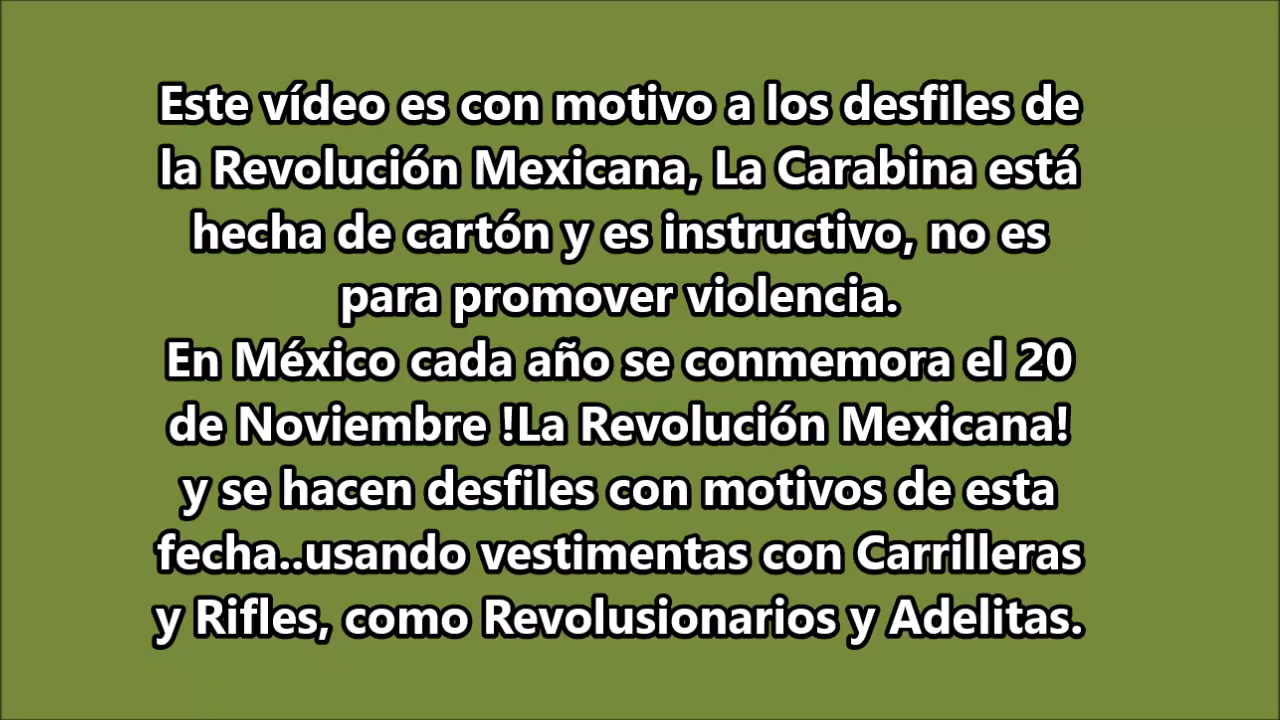 Este vídeo es con motivo a los desfiles de
la Revolución Mexicana, La Carabina está
hecha de cartón y es instructivo, no es
para promover violencia.
En México cada año se conmemora el 20
de Noviembre !La Revolución Mexicana!
y se hacen desfiles con motivos de esta
fecha..usando vestimentas con Carrilleras
y Rifles, como Revolusionarios y Adelitas.